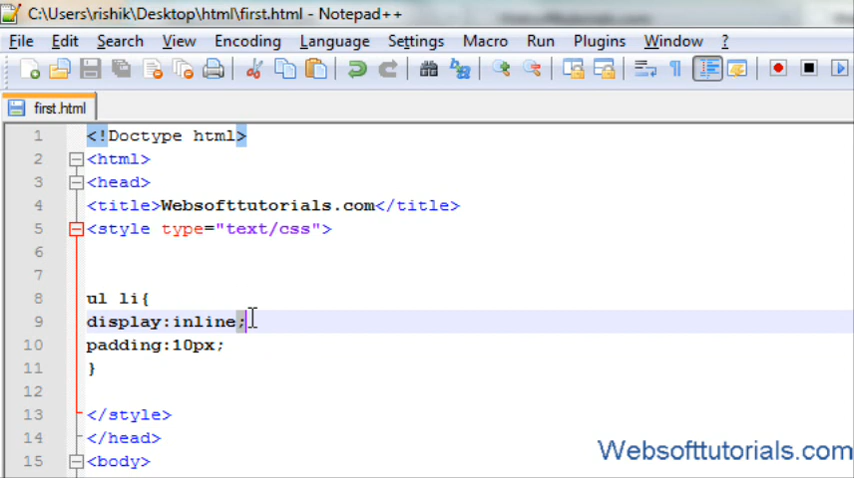 C:\Users\rishik\Desktop\html\first.html - Notepad++
File Edit Search View Encoding Language Settings Macro Run Plugins Window ?
first.html
1 <!Doctype html>
2 <html>
3 <head>
4 <title>Websofttutorials.com</title>
5 <style type="text/css">
6
7
8 ul li{
9 display:inline;
10 padding:10px;
11 }
12
13 </style>
14 </head>
15 <body>
Websofttutorials.com